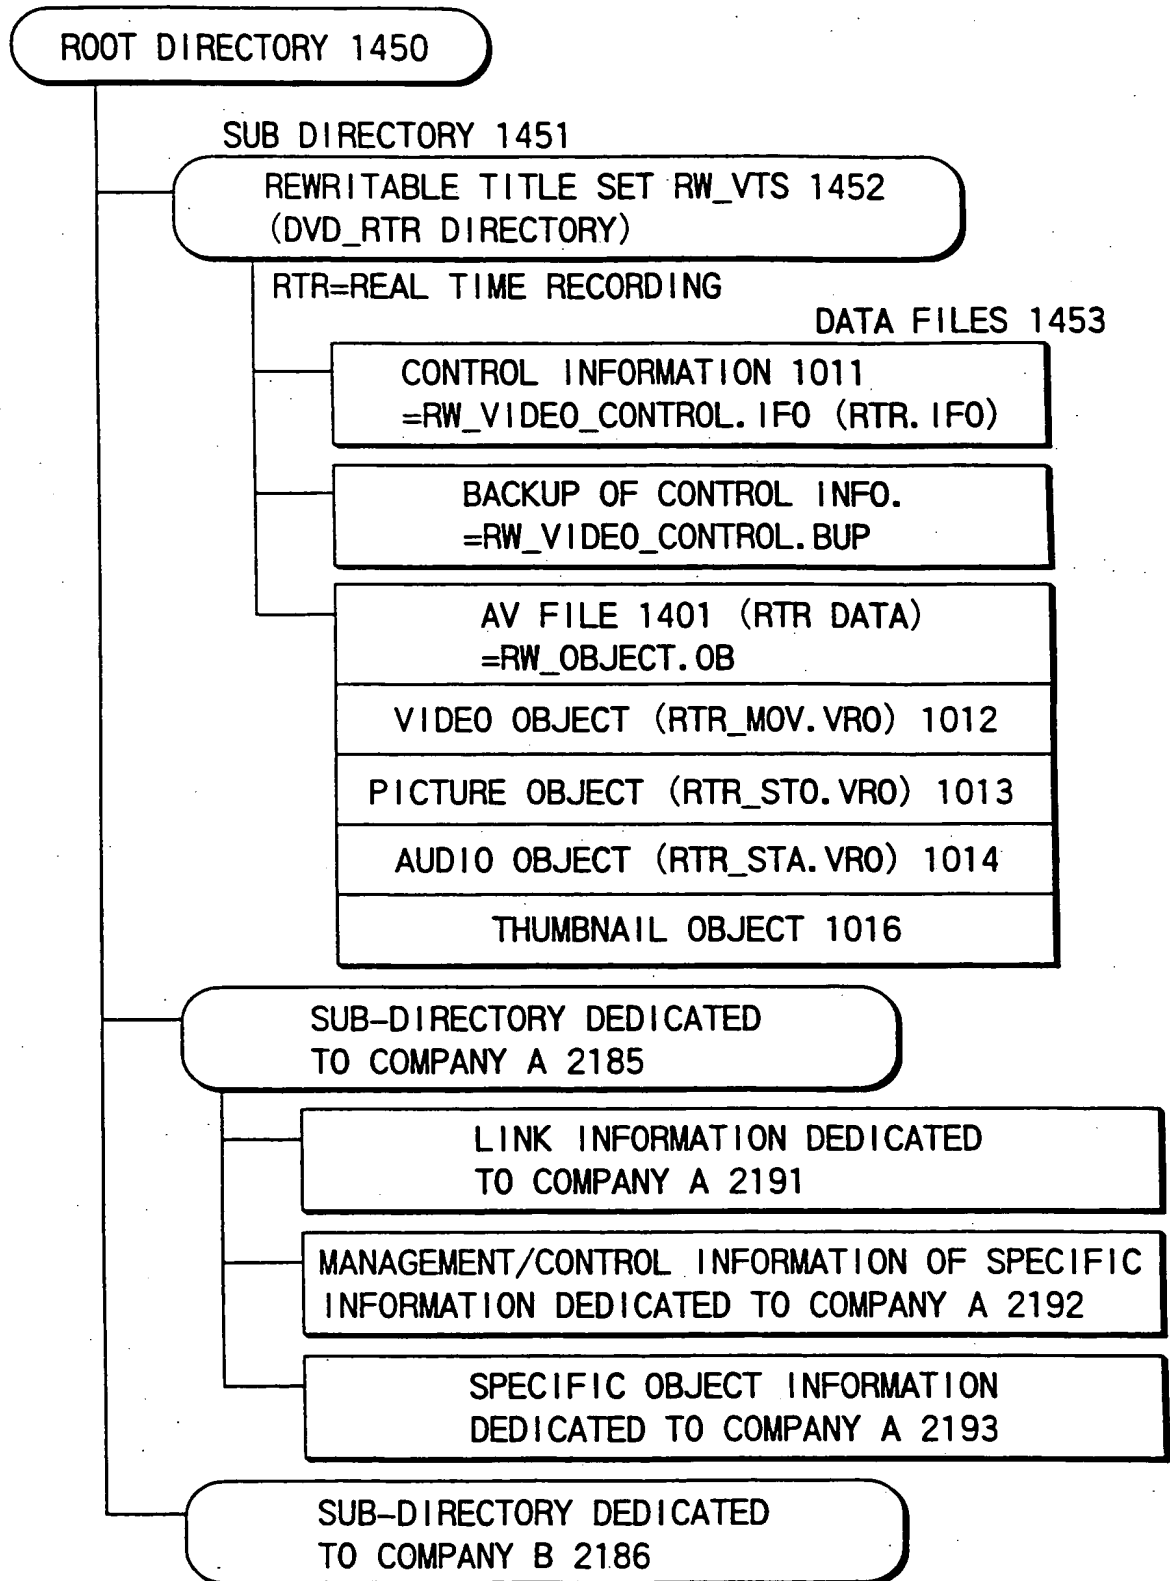 ROOT DIRECTORY 1450
SUB DIRECTORY 1451
REWRITABLE TITLE SET RW_VTS 1452
(DVD_RTR DIRECTORY)
RTR=REAL TIME RECORDING
DATA FILES 1453
CONTROL INFORMATION 1011
=RW_VIDEO_CONTROL.IFO (RTR.IFO)
BACKUP OF CONTROL INFO.
=RW_VIDEO_CONTROL.BUP
AV FILE 1401 (RTR DATA)
=RW_OBJECT.OB
VIDEO OBJECT (RTR_MOV.VRO) 1012
PICTURE OBJECT (RTR_STO.VRO) 1013
AUDIO OBJECT (RTR_STA.VRO) 1014
THUMBNAIL OBJECT 1016
SUB-DIRECTORY DEDICATED
TO COMPANY A 2185
LINK INFORMATION DEDICATED
TO COMPANY A 2191
MANAGEMENT/CONTROL INFORMATION OF SPECIFIC
INFORMATION DEDICATED TO COMPANY A 2192
SPECIFIC OBJECT INFORMATION
DEDICATED TO COMPANY A 2193
SUB-DIRECTORY DEDICATED
TO COMPANY B 2186